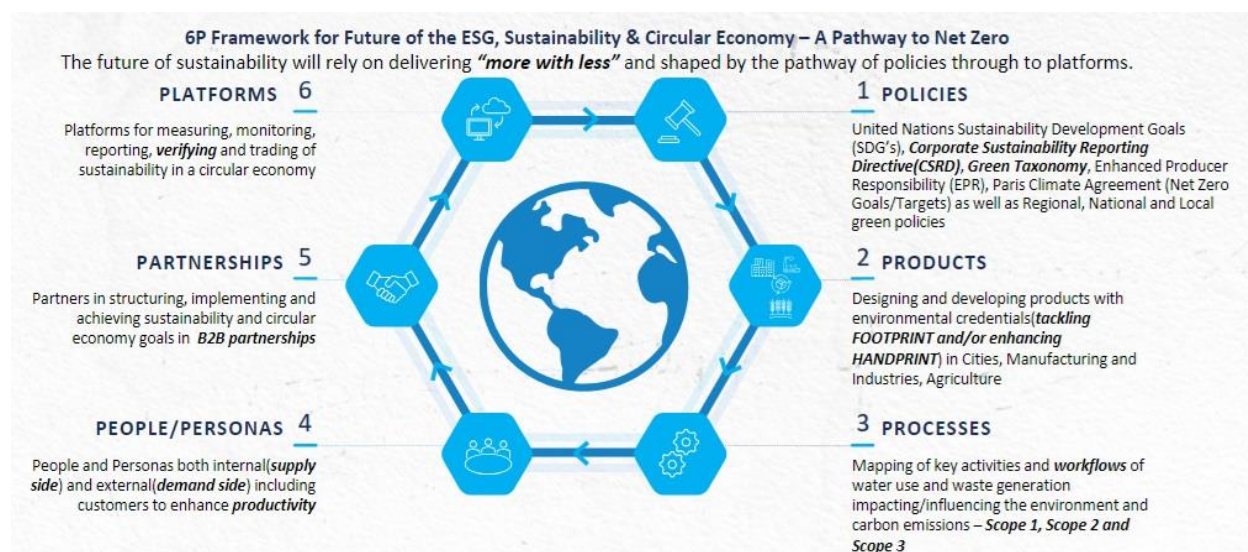 6P Framework for Future of the ESG, Sustainability & Circular Economy – A Pathway to Net Zero
The future of sustainability will rely on delivering “more with less” and shaped by the pathway of policies through to platforms.
1 POLICIES
United Nations Sustainability Development Goals
(SDG's), Corporate Sustainability Reporting
Directive(CSRD), Green Taxonomy, Enhanced Producer
Responsibility (EPR), Paris Climate Agreement (Net Zero
Goals/Targets) as well as Regional, National and Local
green policies
2 PRODUCTS
Designing and developing products with
environmental credentials(tackling
FOOTPRINT and/or enhancing
HANDPRINT) in Cities, Manufacturing and
Industries, Agriculture
3 PROCESSES
Mapping of key activities and workflows of
water use and waste generation
impacting/influencing the environment and
carbon emissions – Scope 1, Scope 2 and
Scope 3
PEOPLE/PERSONAS 4
People and Personas both internal(supply
side) and external(demand side) including
customers to enhance productivity
PARTNERSHIPS 5
Partners in structuring, implementing and
achieving sustainability and circular
economy goals in B2B partnerships
PLATFORMS 6
Platforms for measuring, monitoring,
reporting, verifying and trading of
sustainability in a circular economy